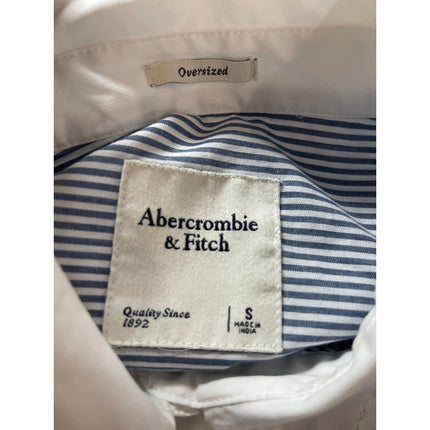 Oversized
Abercrombie
& Fitch
Quality Since
1892
S
MADE IN
INDIA